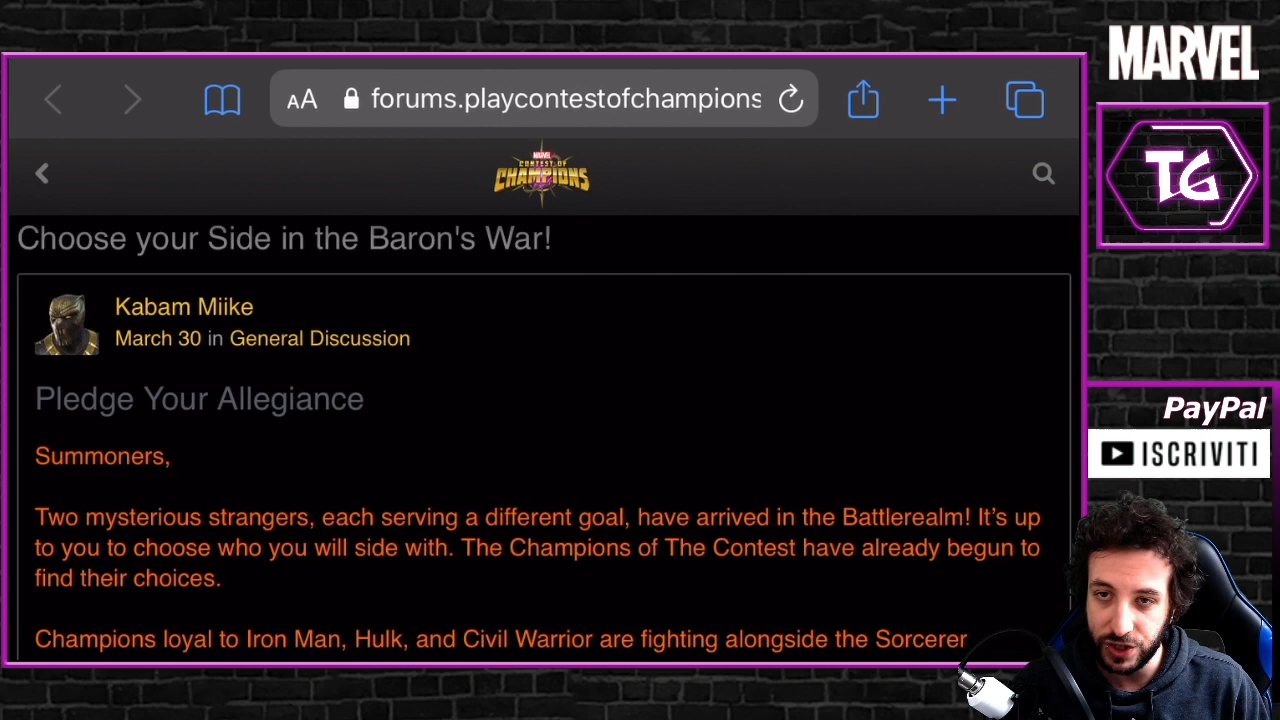 MARVEL
AA forums.playcontestofchampions
MARVEL
CONTEST OF
CHAMPIONS
TG
Choose your Side in the Baron's War!
Kabam Miike
March 30 in General Discussion
Pledge Your Allegiance
Summoners,
Two mysterious strangers, each serving a different goal, have arrived in the Battlerealm! It's up
to you to choose who you will side with. The Champions of The Contest have already begun to
find their choices.
Champions loyal to Iron Man, Hulk, and Civil Warrior are fighting alongside the Sorcerer
PayPal
ISCRIVITI